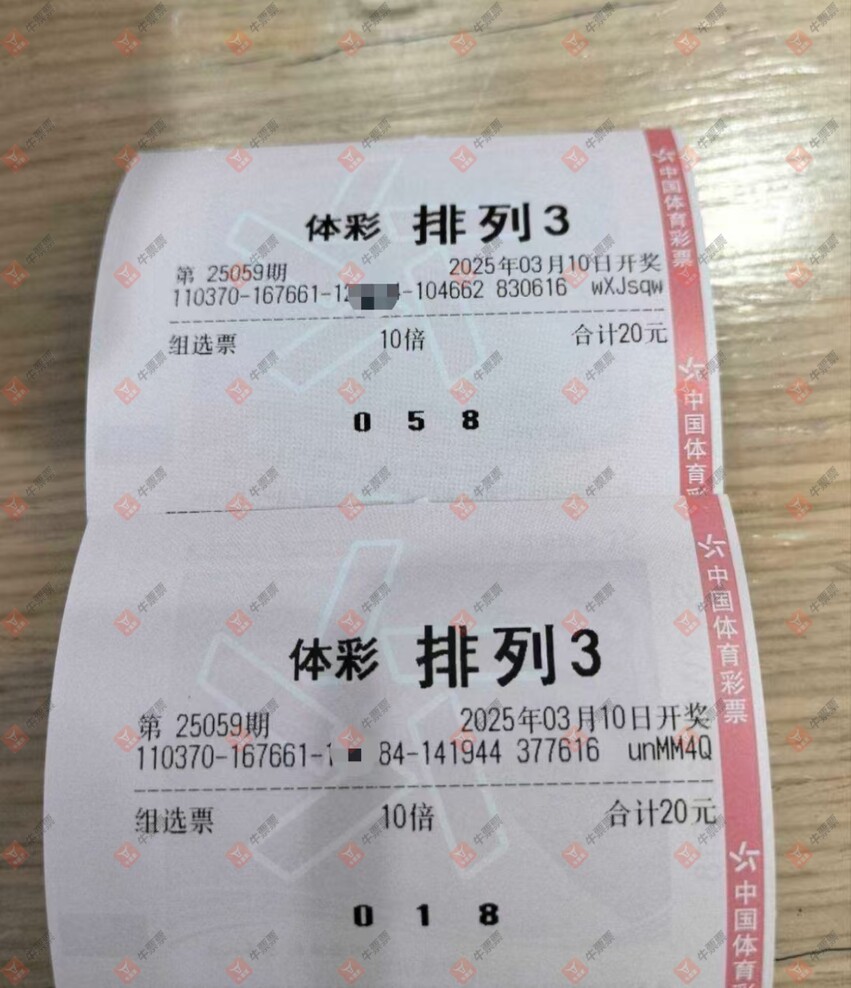 体彩 排列3
第 25059期 2025年03月10日开奖
110370-167661-12 -104662 830616 wXJsqw
组选票 10倍 合计20元
0 5 8
中国体育彩票
中国体育彩
体彩 排列3
第 25059期 2025年03月10日开奖
110370-167661-1 84-141944 377616 unMM4Q
组选票 10倍 合计20元
0 1 8
中国体育彩票
中国体育彩
牛票票